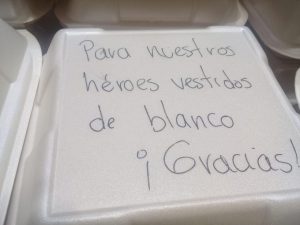 Para nuestros
héroes vestidos
de blanco
¡Gracias!